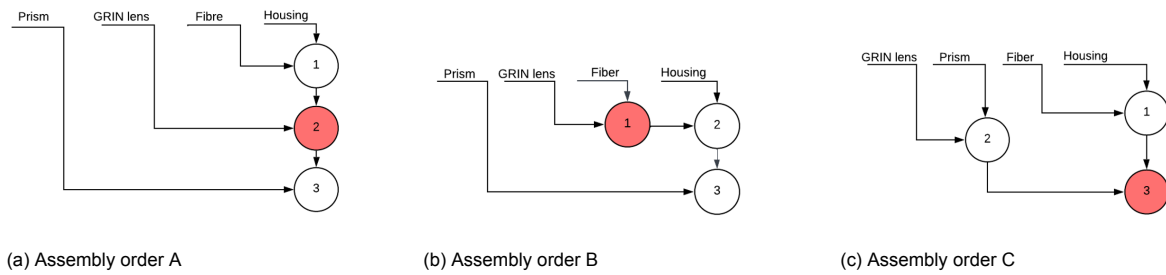 Prism
GRIN lens
Fibre
Housing
1
2
3
(a) Assembly order A
Prism
GRIN lens
Fiber
Housing
1
2
3
(b) Assembly order B
GRIN lens
Prism
Fiber
Housing
1
2
3
(c) Assembly order C